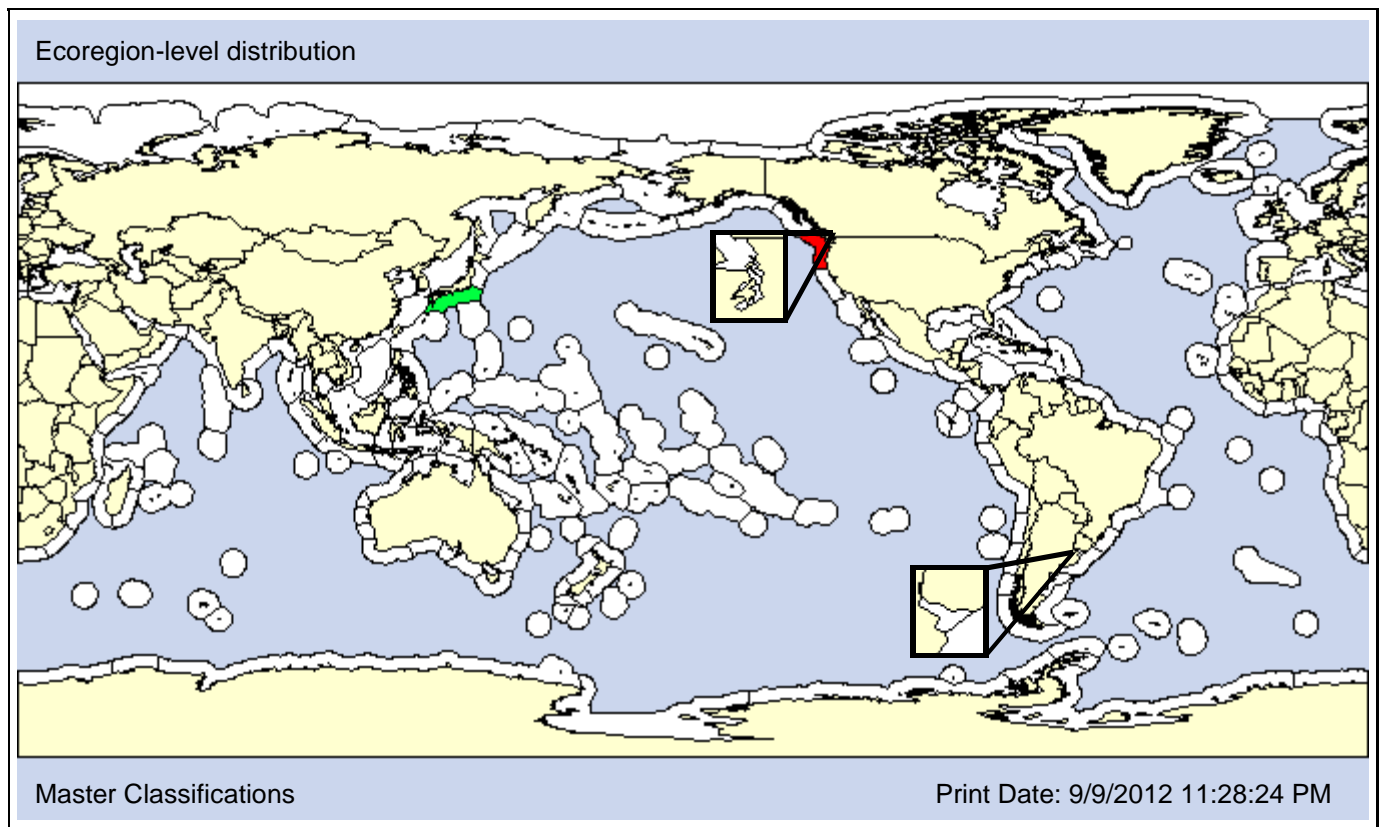 Ecoregion-level distribution
Master Classifications
Print Date: 9/9/2012 11:28:24 PM